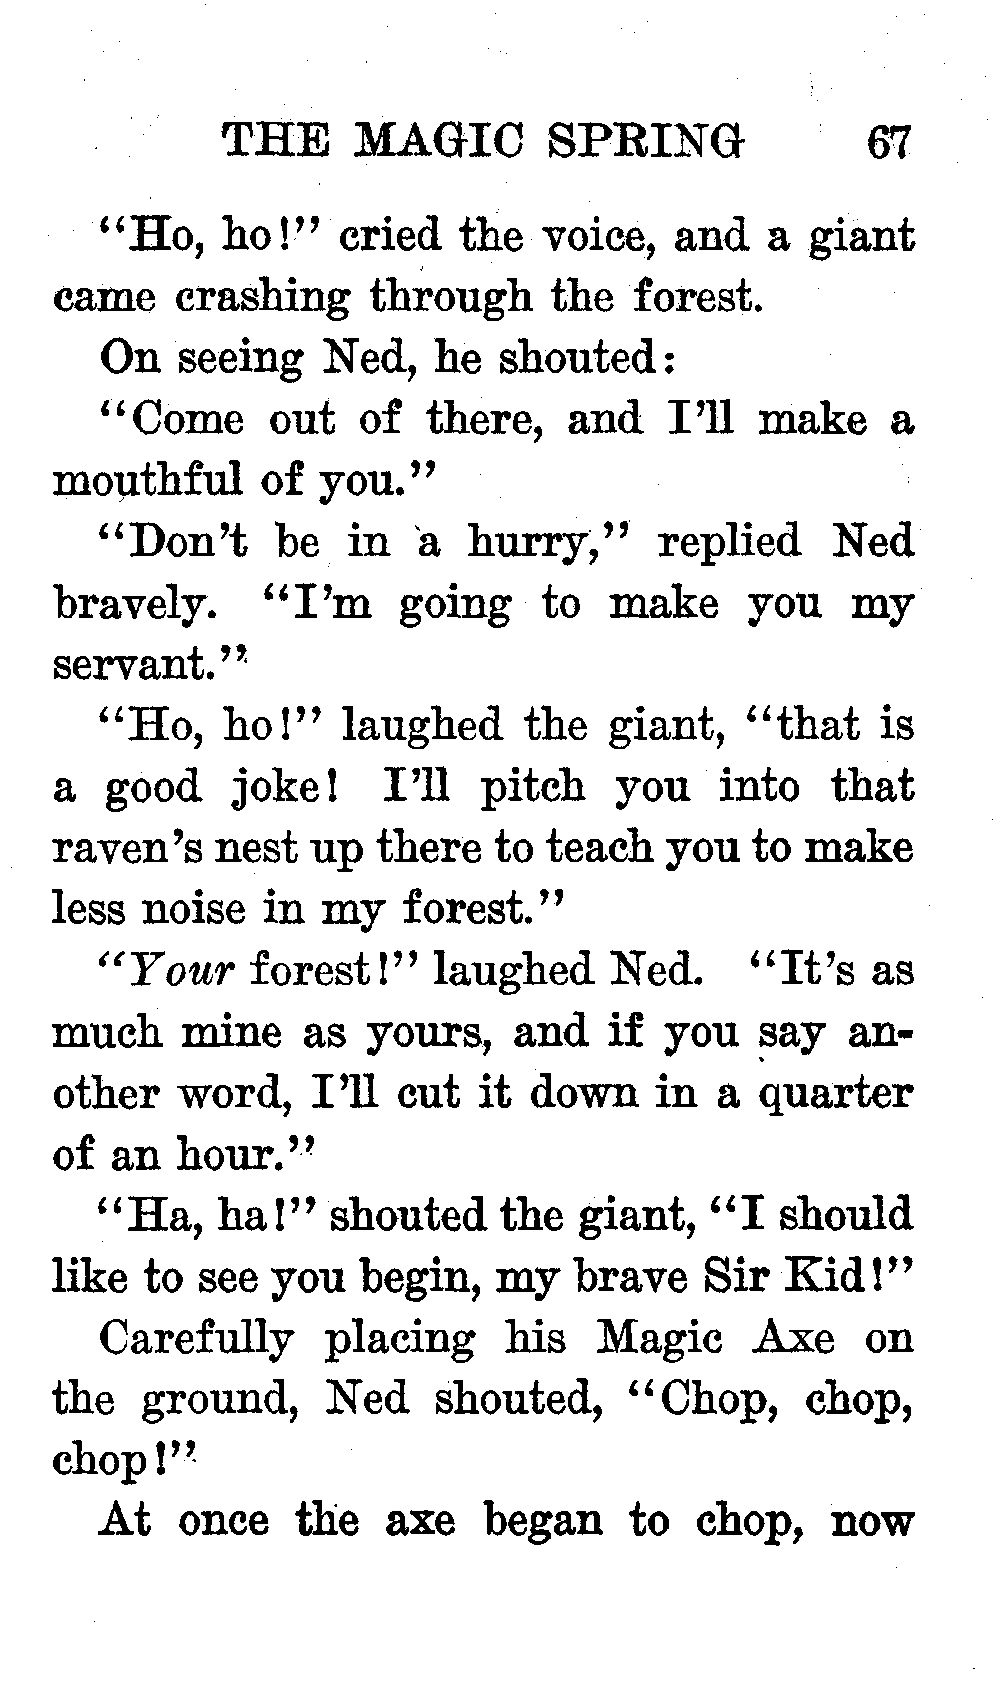 THE MAGIC SPRING 67
"Ho, ho!" cried the voice, and a giant
came crashing through the forest.
On seeing Ned, he shouted:
"Come out of there, and I'll make a
mouthful of you."
"Don't be in a hurry," replied Ned
bravely. "I'm going to make you my
servant."
"Ho, ho!" laughed the giant, "that is
a good joke! I'll pitch you into that
raven's nest up there to teach you to make
less noise in my forest."
"Your forest!" laughed Ned. "It's as
much mine as yours, and if you say an-
other word, I'll cut it down in a quarter
of an hour."
"Ha, ha!" shouted the giant, "I should
like to see you begin, my brave Sir Kid!"
Carefully placing his Magic Axe on
the ground, Ned shouted, "Chop, chop,
chop!"
At once the axe began to chop, now